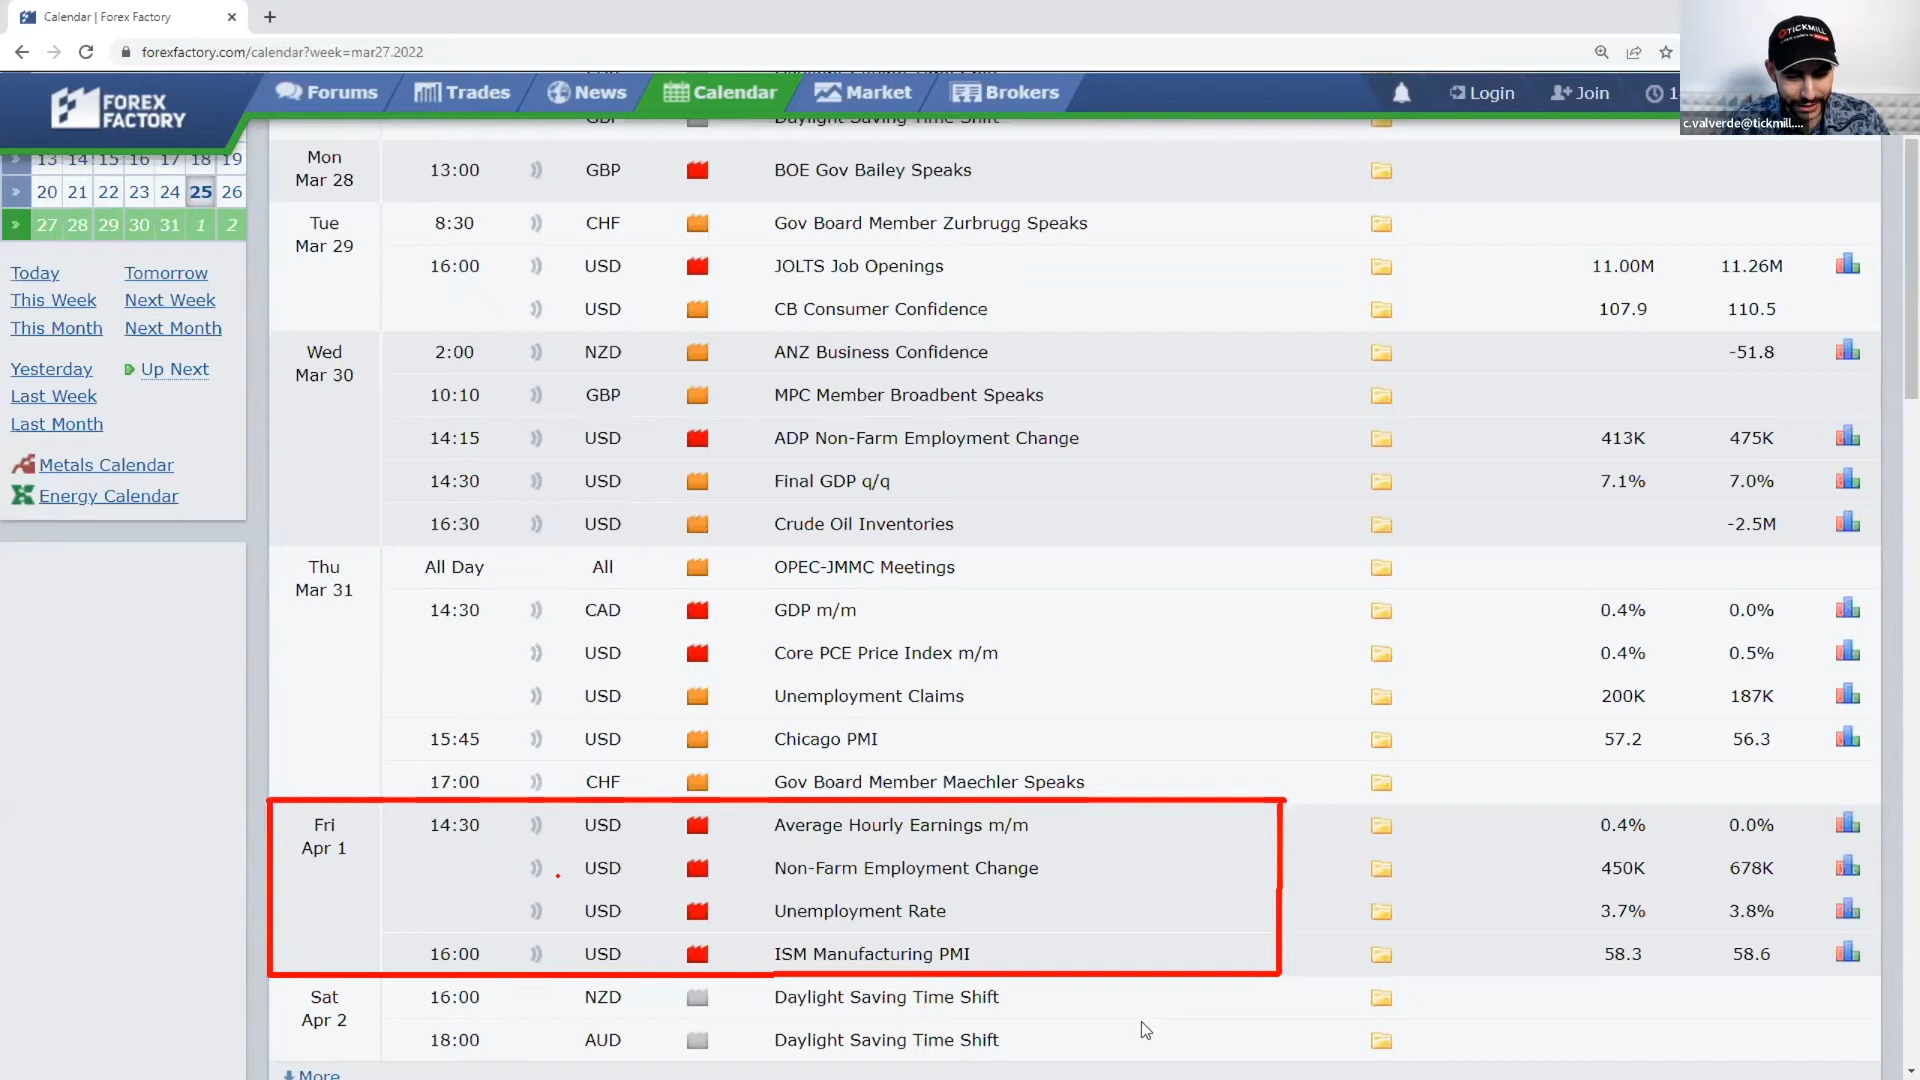 Calendar | Forex Factory
forexfactory.com/calendar?week=mar27.2022
FOREX FACTORY
Forums Trades News Calendar Market Brokers Login Join 1
TICKMILL
c.valverde@tickmill....
GBP Daylight Saving Time Shift
13 14 15 16 17 18 19
20 21 22 23 24 25 26
27 28 29 30 31 1 2
Today Tomorrow
This Week Next Week
This Month Next Month
Yesterday Up Next
Last Week
Last Month
Metals Calendar
Energy Calendar
Mon Mar 28 13:00 GBP BOE Gov Bailey Speaks
Tue Mar 29 8:30 CHF Gov Board Member Zurbrugg Speaks
16:00 USD JOLTS Job Openings 11.00M 11.26M
USD CB Consumer Confidence 107.9 110.5
Wed Mar 30 2:00 NZD ANZ Business Confidence -51.8
10:10 GBP MPC Member Broadbent Speaks
14:15 USD ADP Non-Farm Employment Change 413K 475K
14:30 USD Final GDP q/q 7.1% 7.0%
16:30 USD Crude Oil Inventories -2.5M
Thu Mar 31 All Day All OPEC-JMMC Meetings
14:30 CAD GDP m/m 0.4% 0.0%
USD Core PCE Price Index m/m 0.4% 0.5%
USD Unemployment Claims 200K 187K
15:45 USD Chicago PMI 57.2 56.3
17:00 CHF Gov Board Member Maechler Speaks
Fri Apr 1 14:30 USD Average Hourly Earnings m/m 0.4% 0.0%
USD Non-Farm Employment Change 450K 678K
USD Unemployment Rate 3.7% 3.8%
16:00 USD ISM Manufacturing PMI 58.3 58.6
Sat Apr 2 16:00 NZD Daylight Saving Time Shift
18:00 AUD Daylight Saving Time Shift
More